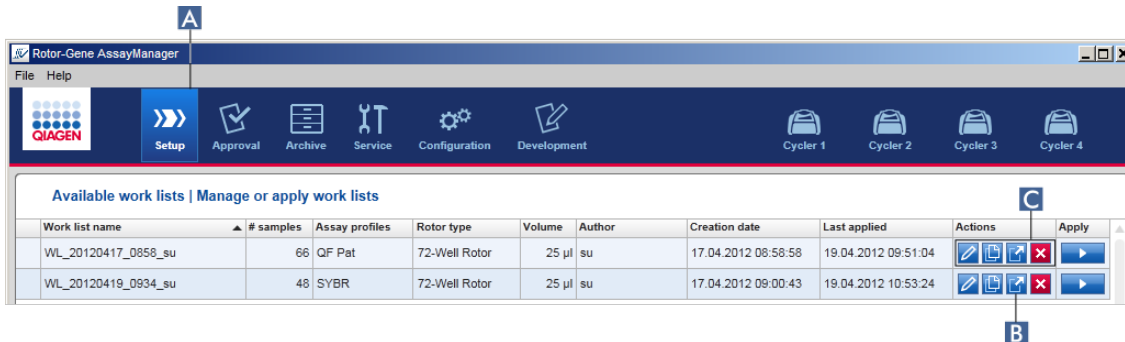 A
Rotor-Gene AssayManager
File Help
QIAGEN
Setup Approval Archive Service Configuration Development Cycler 1 Cycler 2 Cycler 3 Cycler 4
Available work lists | Manage or apply work lists
C
Work list name # samples Assay profiles Rotor type Volume Author Creation date Last applied Actions Apply
WL_20120417_0858_su 66 QF Pat 72-Well Rotor 25 µl su 17.04.2012 08:58:58 19.04.2012 09:51:04
WL_20120419_0934_su 48 SYBR 72-Well Rotor 25 µl su 17.04.2012 09:00:43 19.04.2012 10:53:24
B